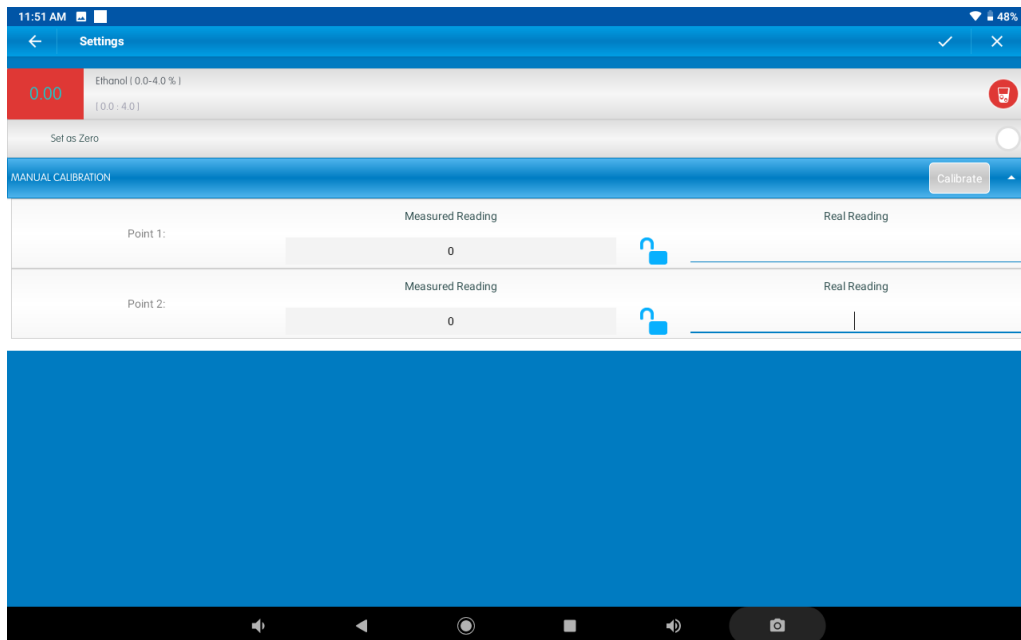 11:51 AM 48%
Settings
0.00
Ethanol ( 0.0-4.0 % )
( 0.0 : 4.0 )
Set as Zero
MANUAL CALIBRATION Calibrate
Measured Reading Real Reading
Point 1:
0
Measured Reading Real Reading
Point 2:
0